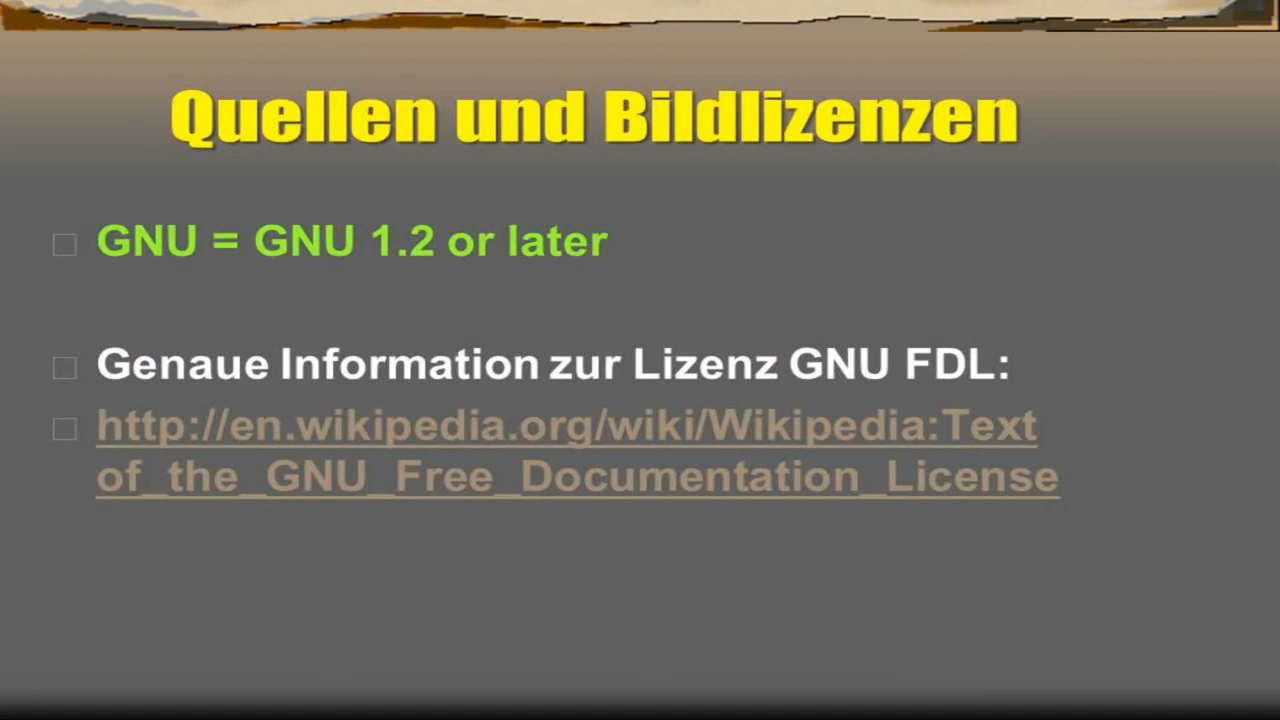 Quellen und Bildlizenzen
GNU = GNU 1.2 or later
Genaue Information zur Lizenz GNU FDL:
http://en.wikipedia.org/wiki/Wikipedia:Text
of_the_GNU_Free_Documentation_License